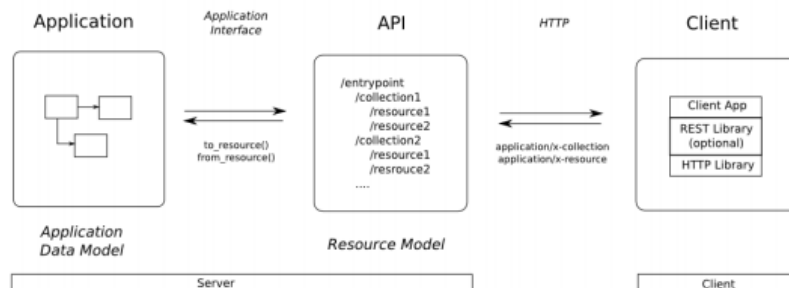 Application
Application
Interface
API
HTTP
Client
/entrypoint
/collection1
/resource1
/resource2
/collection2
/resource1
/resrouce2
....
to_resource()
from_resource()
application/x-collection
application/x-resource
Client App
REST Library
(optional)
HTTP Library
Application
Data Model
Resource Model
Server
Client